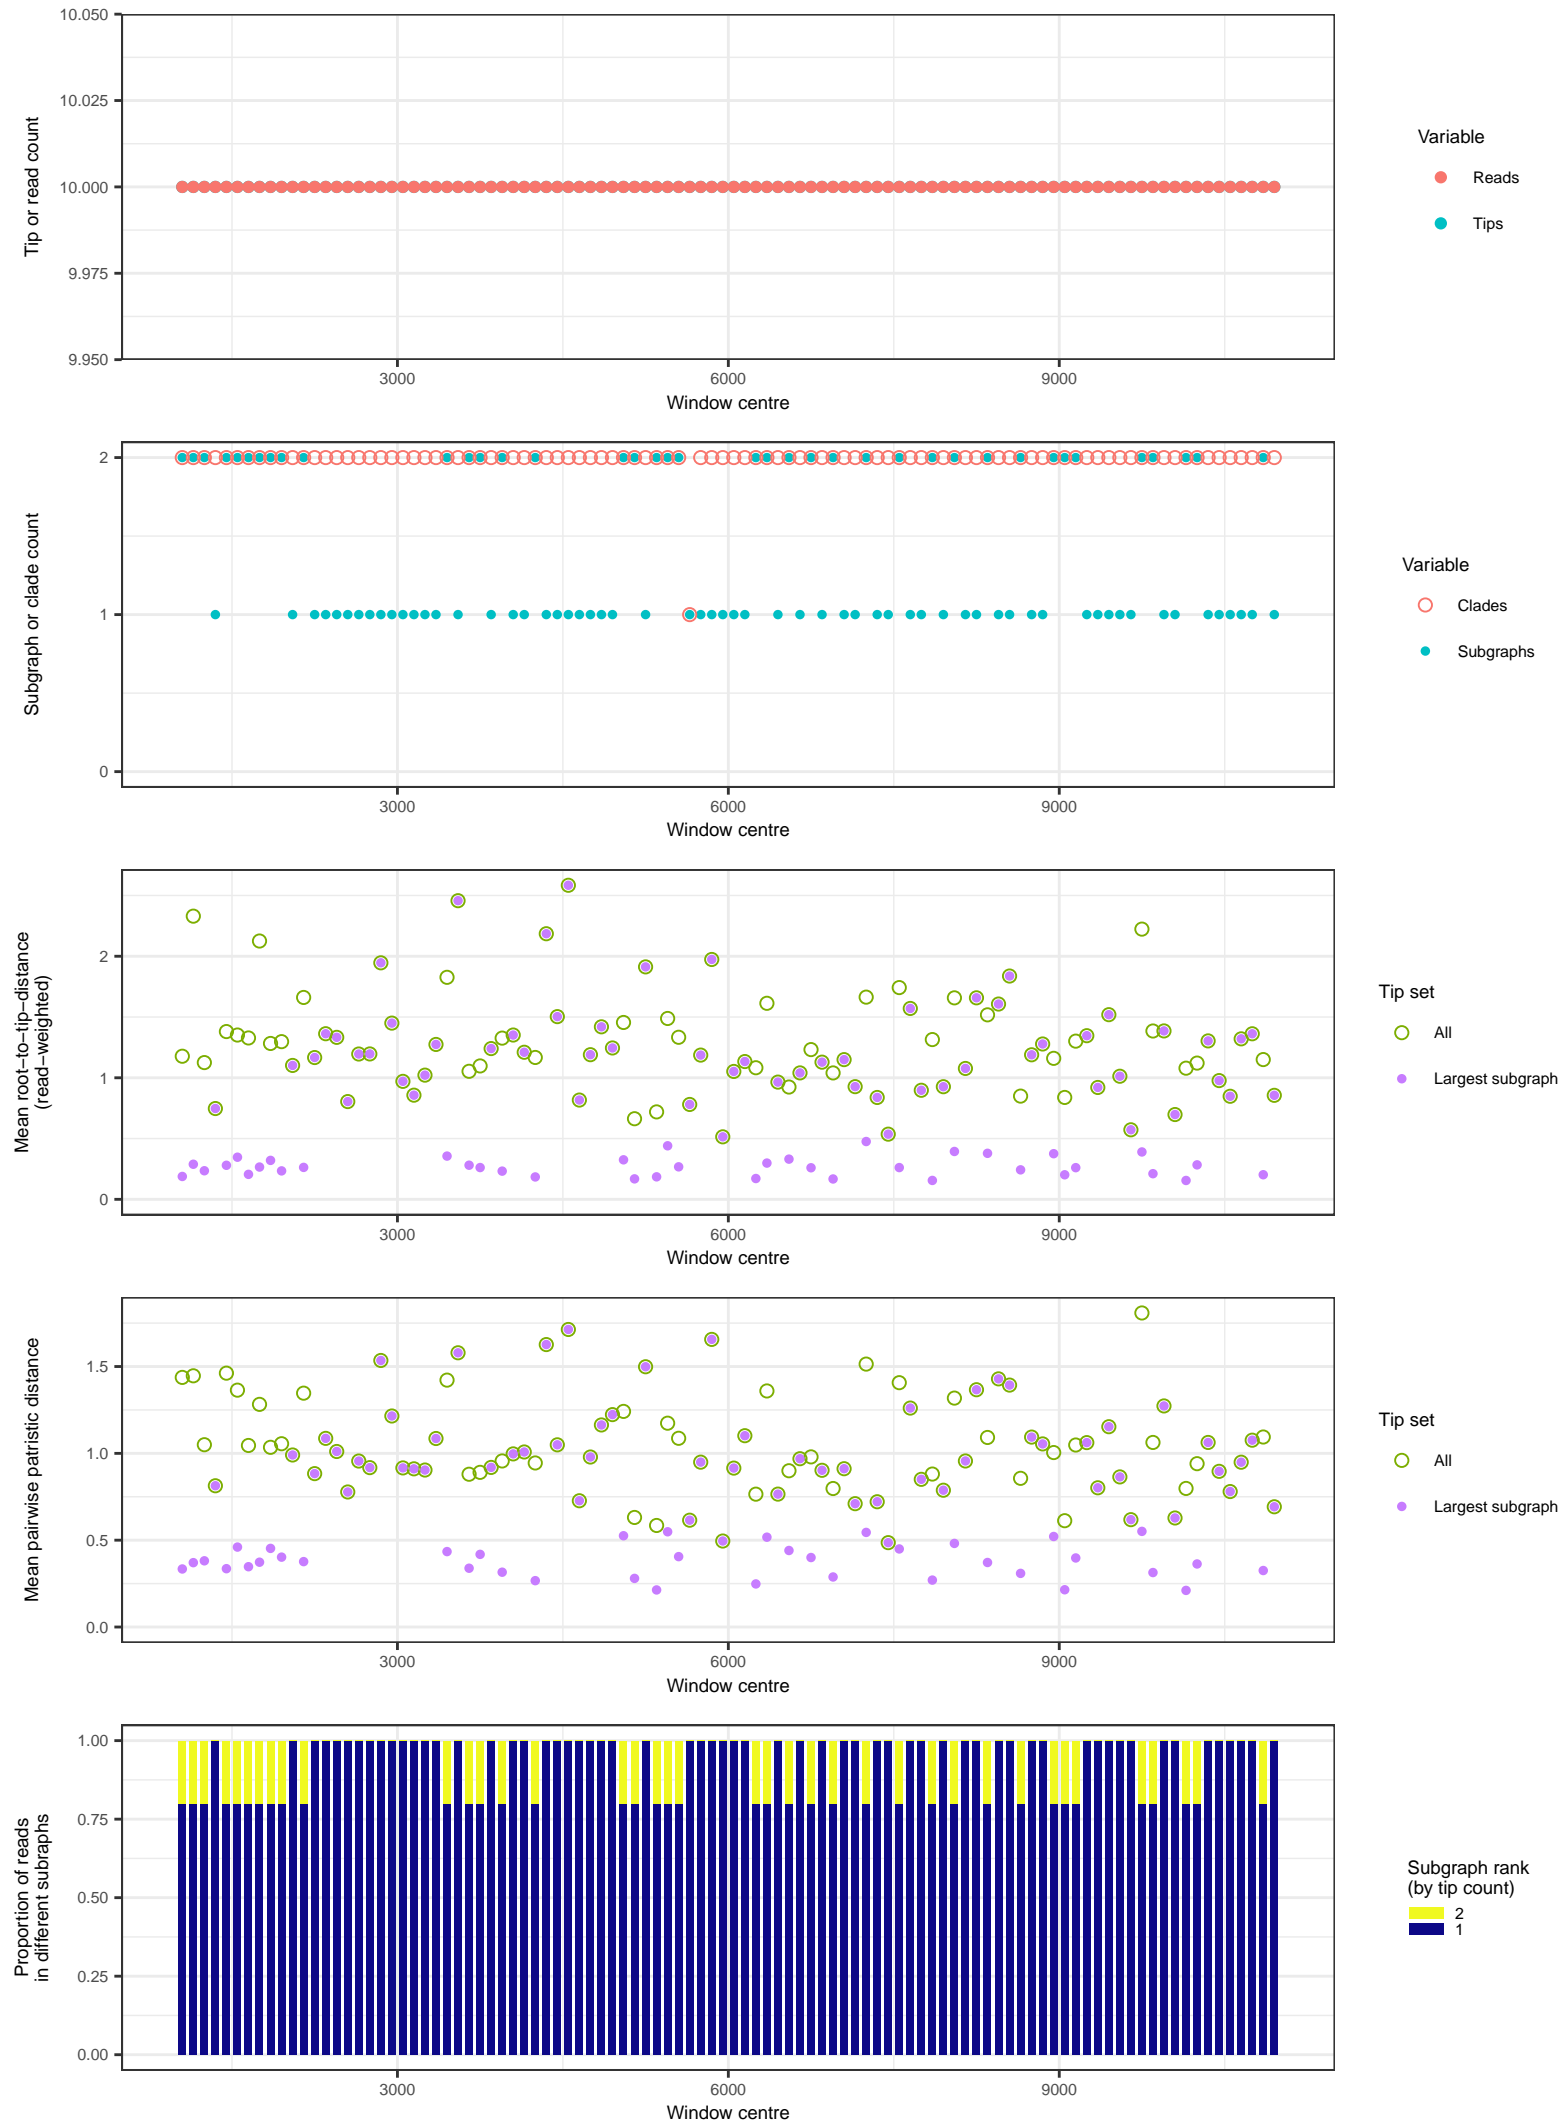 10.050
10.025
10.000
9.975
9.950
Tip or read count
3000
6000
9000
Window centre
Variable
Reads
Tips
2
1
0
Subgraph or clade count
3000
6000
9000
Window centre
Variable
Clades
Subgraphs
2
1
0
Mean root−to−tip−distance
(read−weighted)
3000
6000
9000
Window centre
Tip set
All
Largest subgraph
1.5
1.0
0.5
0.0
Mean pairwise patristic distance
3000
6000
9000
Window centre
Tip set
All
Largest subgraph
1.00
0.75
0.50
0.25
0.00
Proportion of reads
in different subraphs
3000
6000
9000
Window centre
Subgraph rank
(by tip count)
2
1